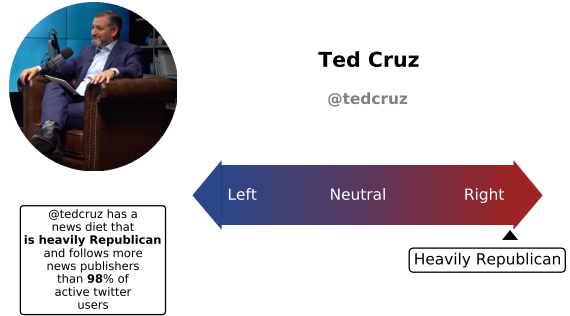 Ted Cruz
@tedcruz
Left Neutral Right
Heavily Republican
@tedcruz has a
news diet that
is heavily Republican
and follows more
news publishers
than 98% of
active twitter
users